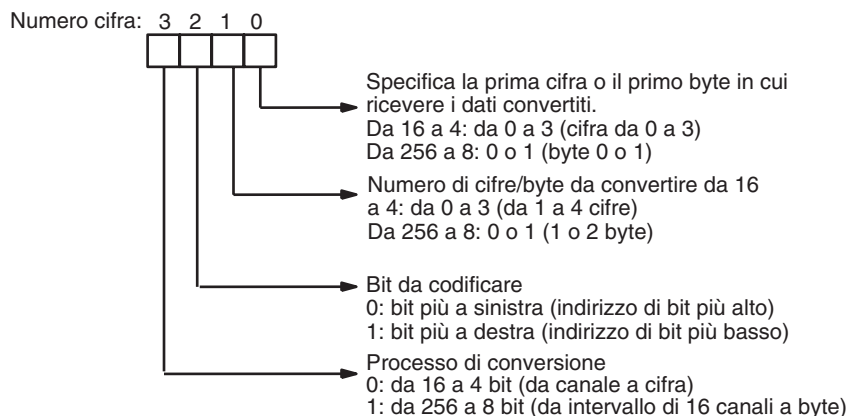 Numero cifra: 3 2 1 0
Specifica la prima cifra o il primo byte in cui
ricevere i dati convertiti.
Da 16 a 4: da 0 a 3 (cifra da 0 a 3)
Da 256 a 8: 0 o 1 (byte 0 o 1)
Numero di cifre/byte da convertire da 16
a 4: da 0 a 3 (da 1 a 4 cifre)
Da 256 a 8: 0 o 1 (1 o 2 byte)
Bit da codificare
0: bit più a sinistra (indirizzo di bit più alto)
1: bit più a destra (indirizzo di bit più basso)
Processo di conversione
0: da 16 a 4 bit (da canale a cifra)
1: da 256 a 8 bit (da intervallo di 16 canali a byte)